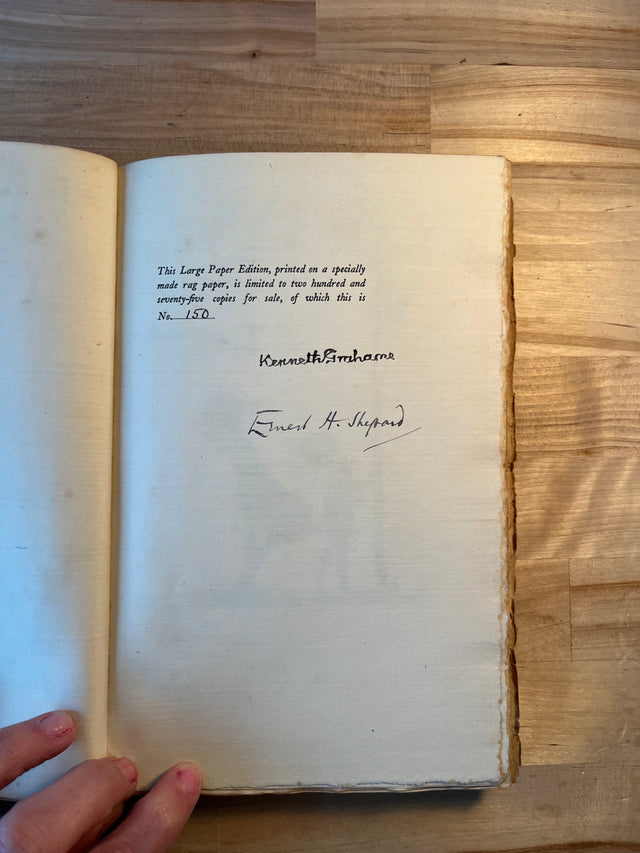 This Large Paper Edition, printed on a specially
made rag paper, is limited to two hundred and
seventy-five copies for sale, of which this is
No. 150
Kenneth Grahame
Ernest H. Shepard